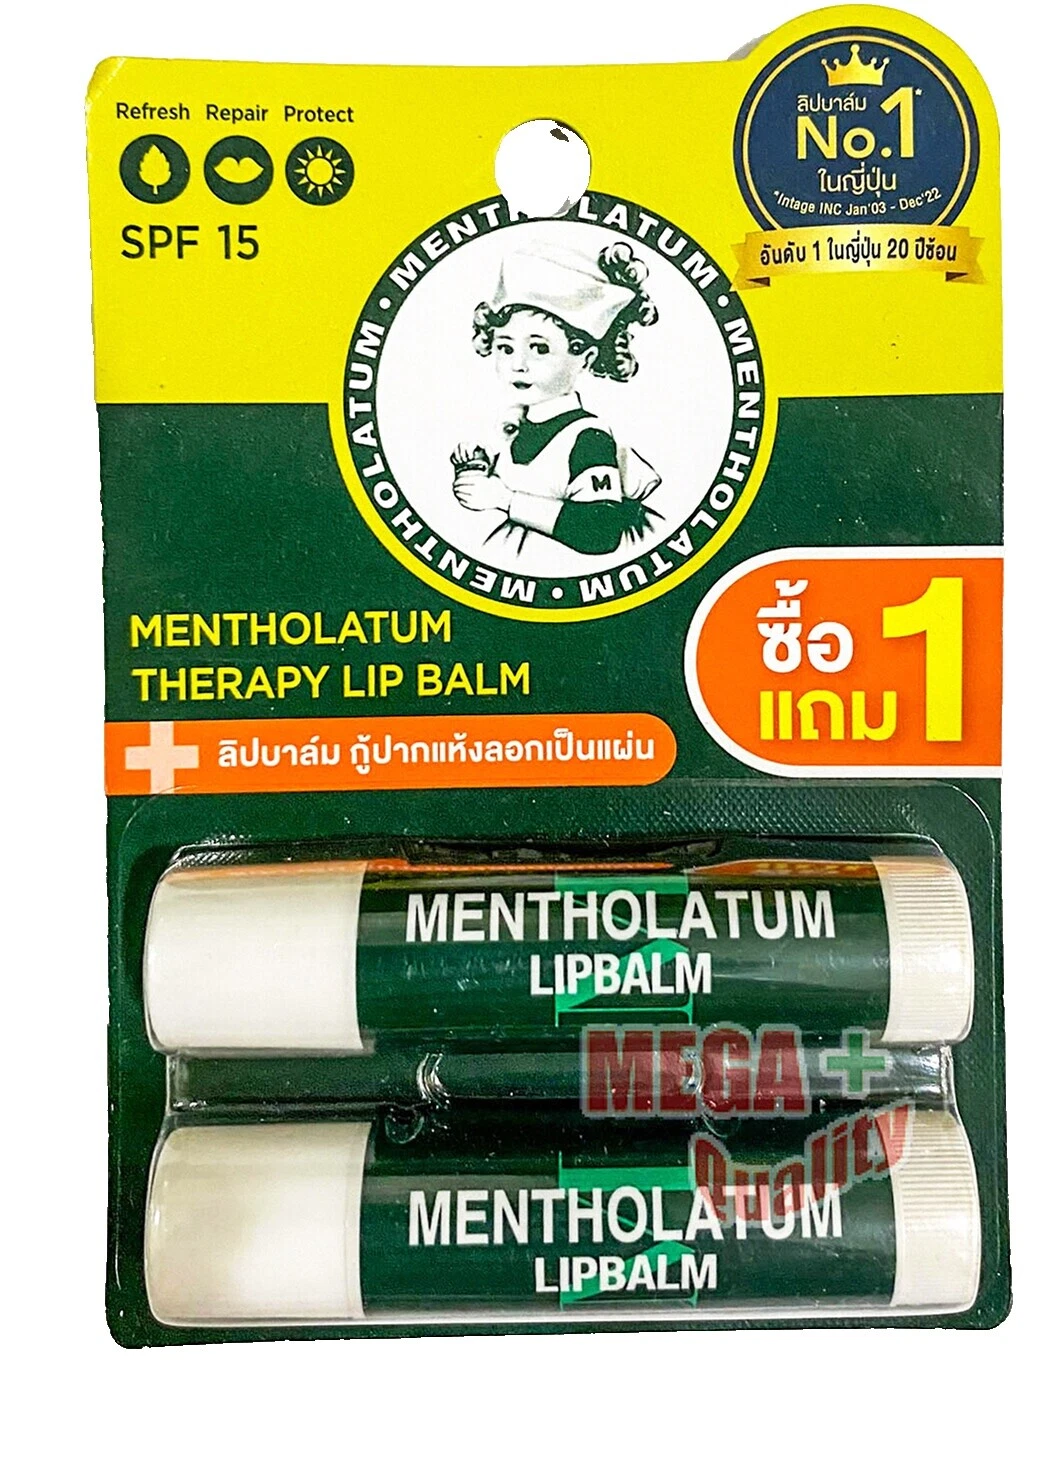 Refresh Repair Protect
SPF 15
ลิปบาล์ม
No.1*
ในญี่ปุ่น
*Intage INC Jan'03 - Dec'22
อันดับ 1 ในญี่ปุ่น 20 ปีซ้อน
MENTHOLATUM • MENTHOLATUM • MENTHOLATUM • MENTHOLATUM •
M
MENTHOLATUM
THERAPY LIP BALM
ลิปบาล์ม กู้ปากแห้งลอกเป็นแผ่น
ซื้อ 1
แถม 1
MENTHOLATUM
LIPBALM
MEGA +
Quality
MENTHOLATUM
LIPBALM